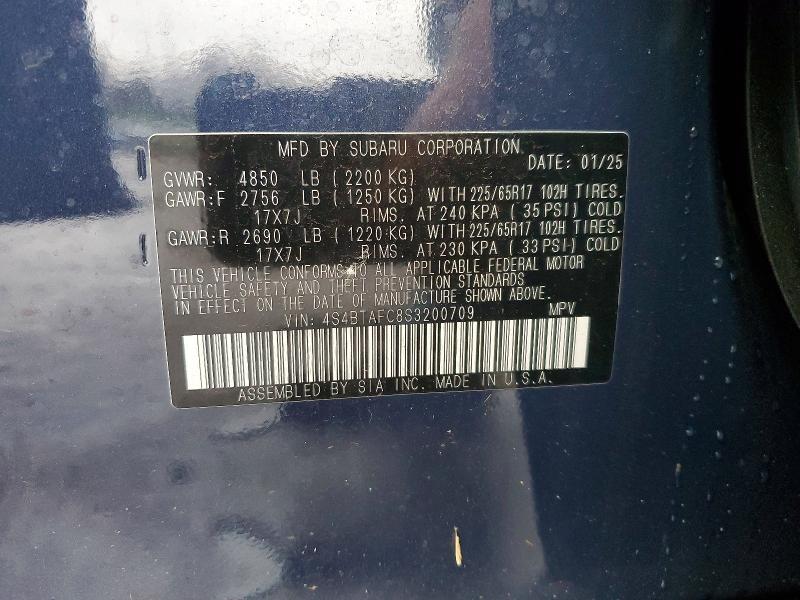 MFD BY SUBARU CORPORATION
DATE: 01/25
GVWR: 4850 LB (2200 KG)
GAWR:F 2756 LB (1250 KG) WITH 225/65R17 102H TIRES.
17X7J RIMS. AT 240 KPA ( 35 PSI) COLD
GAWR:R 2690 LB (1220 KG) WITH 225/65R17 102H TIRES.
17X7J RIMS. AT 230 KPA ( 33 PSI) COLD
THIS VEHICLE CONFORMS TO ALL APPLICABLE FEDERAL MOTOR
VEHICLE SAFETY AND THEFT PREVENTION STANDARDS
IN EFFECT ON THE DATE OF MANUFACTURE SHOWN ABOVE.
VIN: 4S4BTAFC8S3200709 MPV
ASSEMBLED BY SIA INC. MADE IN U.S.A.